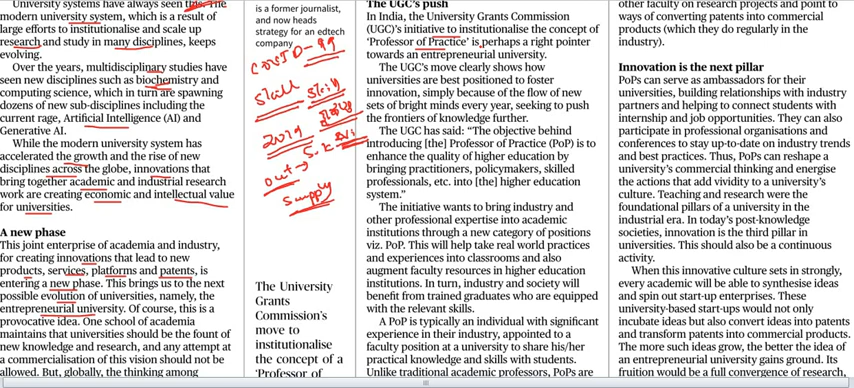 University systems have always seen this. The
modern university system, which is a result of
large efforts to institutionalise and scale up
research and study in many disciplines, keeps
evolving.
Over the years, multidisciplinary studies have
seen new disciplines such as biochemistry and
computing science, which in turn are spawning
dozens of new sub-disciplines including the
current rage, Artificial Intelligence (AI) and
Generative AI.
While the modern university system has
accelerated the growth and the rise of new
disciplines across the globe, innovations that
bring together academic and industrial research
work are creating economic and intellectual value
for universities.
A new phase
This joint enterprise of academia and industry,
for creating innovations that lead to new
products, services, platforms and patents, is
entering a new phase. This brings us to the next
possible evolution of universities, namely, the
entrepreneurial university. Of course, this is a
provocative idea. One school of academia
maintains that universities should be the fount of
new knowledge and research, and any attempt at
a commercialisation of this vision should not be
allowed. But, globally, the thinking among
is a former journalist,
and now heads
strategy for an edtech
company
Skill
2019
out →
Supply
The University
Grants
Commission's
move to
institutionalise
the concept of a
'Professor of
The UGC's push
In India, the University Grants Commission
(UGC)'s initiative to institutionalise the concept of
'Professor of Practice' is perhaps a right pointer
towards an entrepreneurial university.
The UGC's move clearly shows how
universities are best positioned to foster
innovation, simply because of the flow of new
sets of bright minds every year, seeking to push
the frontiers of knowledge further.
The UGC has said: "The objective behind
introducing [the] Professor of Practice (PoP) is to
enhance the quality of higher education by
bringing practitioners, policymakers, skilled
professionals, etc. into [the] higher education
system."
The initiative wants to bring industry and
other professional expertise into academic
institutions through a new category of positions
viz. PoP. This will help take real world practices
and experiences into classrooms and also
augment faculty resources in higher education
institutions. In turn, industry and society will
benefit from trained graduates who are equipped
with the relevant skills.
A PoP is typically an individual with significant
experience in their industry, appointed to a
faculty position at a university to share his/her
practical knowledge and skills with students.
Unlike traditional academic professors, PoPs are
other faculty on research projects and point to
ways of converting patents into commercial
products (which they do regularly in the
industry).
Innovation is the next pillar
PoPs can serve as ambassadors for their
universities, building relationships with industry
partners and helping to connect students with
internship and job opportunities. They can also
participate in professional organisations and
conferences to stay up-to-date on industry trends
and best practices. Thus, PoPs can reshape a
university's commercial thinking and energise
the actions that add vividity to a university's
culture. Teaching and research were the
foundational pillars of a university in the
industrial era. In today's post-knowledge
societies, innovation is the third pillar in
universities. This should also be a continuous
activity.
When this innovative culture sets in strongly,
every academic will be able to synthesise ideas
and spin out start-up enterprises. These
university-based start-ups would not only
incubate ideas but also convert ideas into patents
and transform patents into commercial products.
The more such ideas grow, the better the idea of
an entrepreneurial university gains ground. Its
fruition would be a full convergence of research,